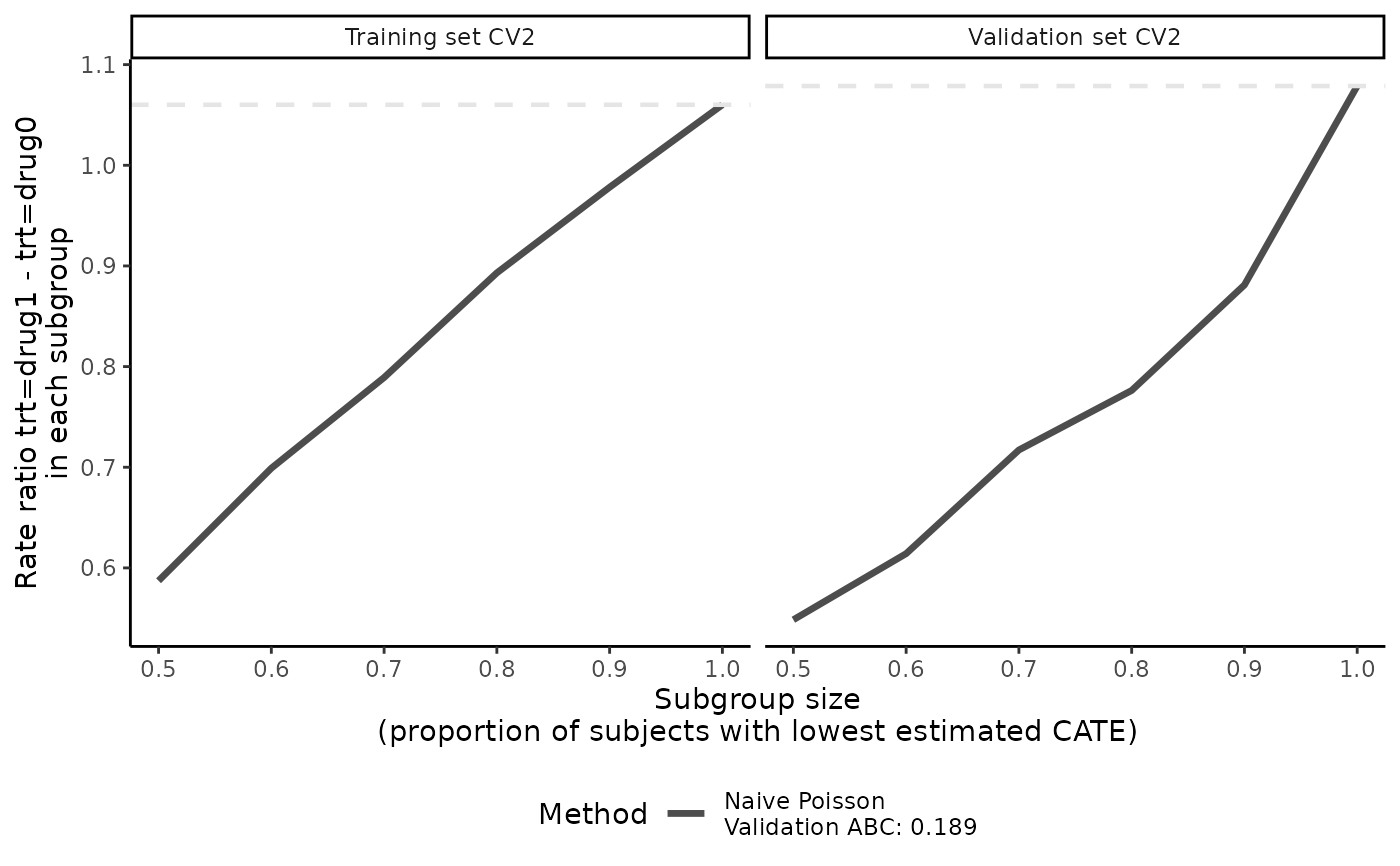 Training set CV2
Validation set CV2
Rate ratio trt=drug1 - trt=drug0
in each subgroup
1.1
1.0
0.9
0.8
0.7
0.6
0.5 0.6 0.7 0.8 0.9 1.0
0.5 0.6 0.7 0.8 0.9 1.0
Subgroup size
(proportion of subjects with lowest estimated CATE)
Method
Naive Poisson
Validation ABC: 0.189